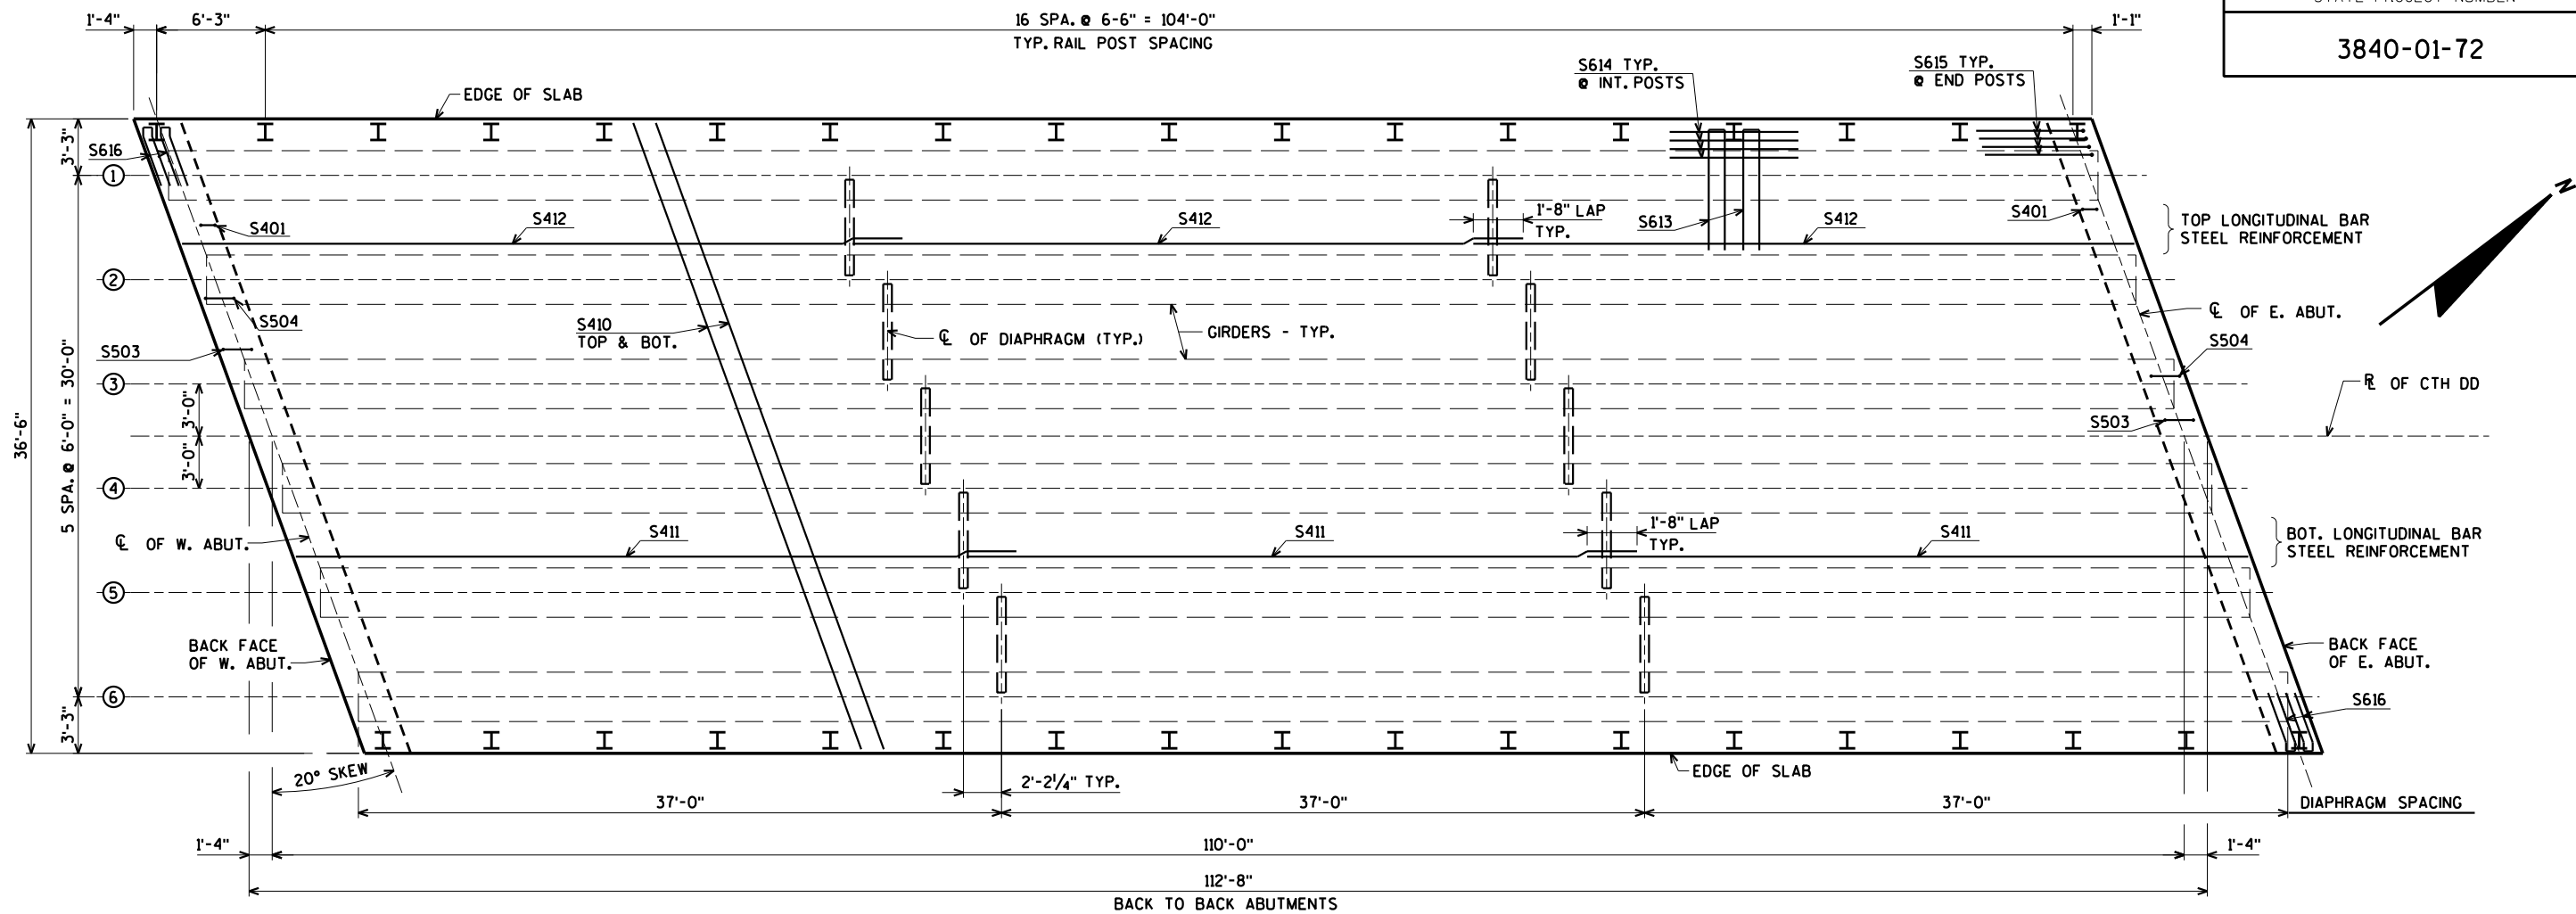 STATE PROJECT NUMBER
3840-01-72
1'-4"
6'-3"
16 SPA. @ 6-6" = 104'-0"
TYP. RAIL POST SPACING
1'-1"
S614 TYP.
@ INT. POSTS
S615 TYP.
@ END POSTS
EDGE OF SLAB
3'-3"
S616
1
S401
S412
S412
1'-8" LAP
TYP.
S613
S412
S401
TOP LONGITUDINAL BAR
STEEL REINFORCEMENT
N
2
S504
S410
TOP & BOT.
℄ OF DIAPHRAGM (TYP.)
GIRDERS - TYP.
℄ OF E. ABUT.
S503
S504
36'-6"
5 SPA. @ 6'-0" = 30'-0"
3
3'-0"
3'-0"
R OF CTH DD
S503
4
℄ OF W. ABUT.
S411
S411
1'-8" LAP
TYP.
S411
BOT. LONGITUDINAL BAR
STEEL REINFORCEMENT
5
BACK FACE
OF W. ABUT.
BACK FACE
OF E. ABUT.
6
3'-3"
S616
20° SKEW
2'-2 1/4" TYP.
EDGE OF SLAB
37'-0"
37'-0"
37'-0"
DIAPHRAGM SPACING
1'-4"
110'-0"
1'-4"
112'-8"
BACK TO BACK ABUTMENTS